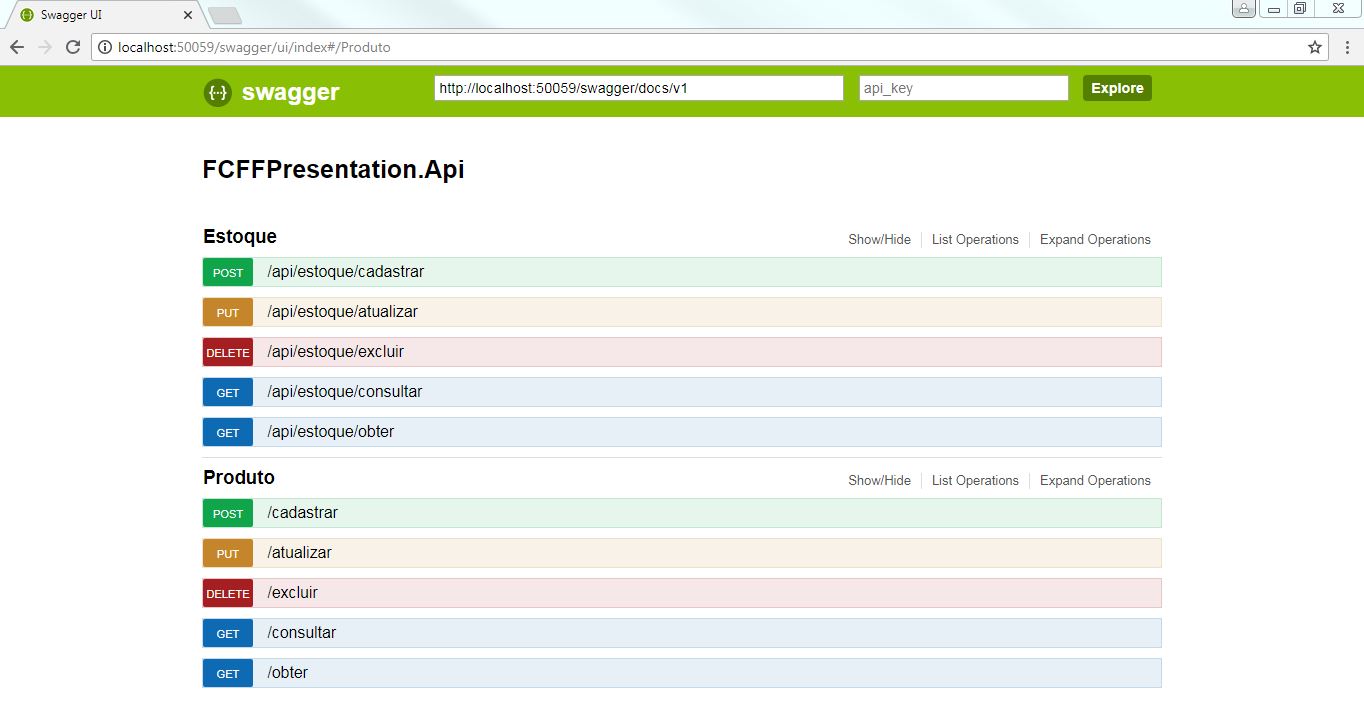 Swagger UI
localhost:50059/swagger/ui/index#/Produto
{···} swagger http://localhost:50059/swagger/docs/v1 api_key Explore
FCFFPresentation.Api
Estoque Show/Hide List Operations Expand Operations
POST /api/estoque/cadastrar
PUT /api/estoque/atualizar
DELETE /api/estoque/excluir
GET /api/estoque/consultar
GET /api/estoque/obter
Produto Show/Hide List Operations Expand Operations
POST /cadastrar
PUT /atualizar
DELETE /excluir
GET /consultar
GET /obter